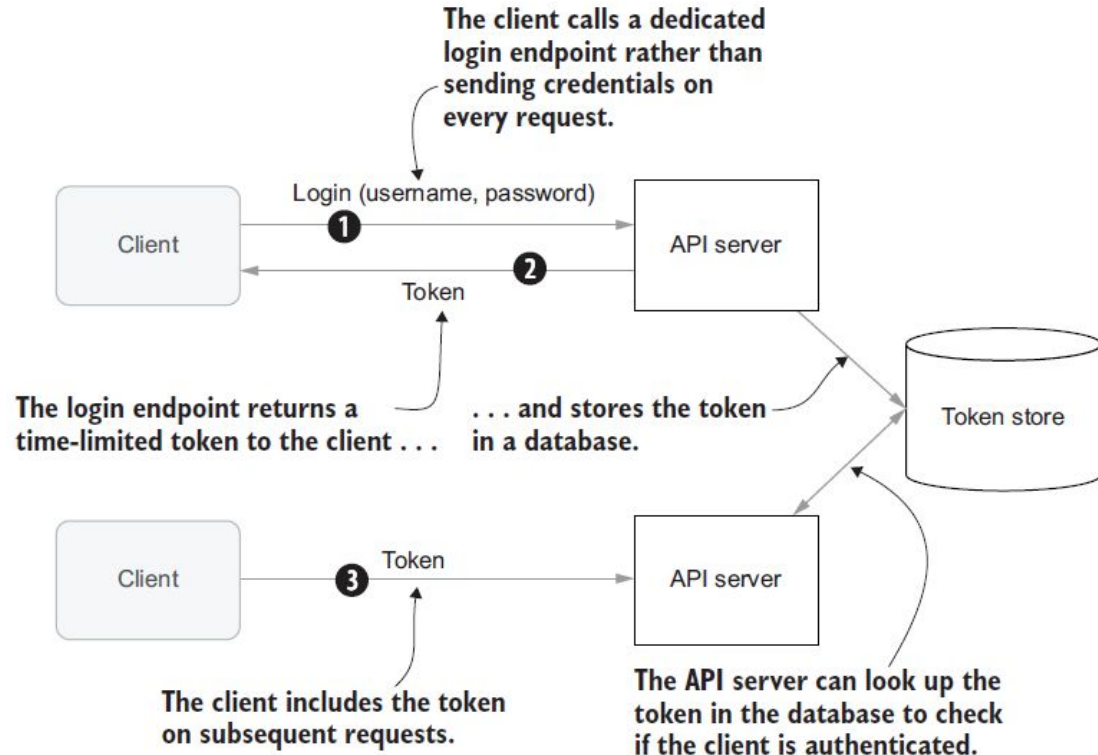 The client calls a dedicated
login endpoint rather than
sending credentials on
every request.
Login (username, password)
1
Client
API server
2
Token
The login endpoint returns a
time-limited token to the client . . .
. . . and stores the token
in a database.
Token store
Token
Client
3
API server
The client includes the token
on subsequent requests.
The API server can look up the
token in the database to check
if the client is authenticated.